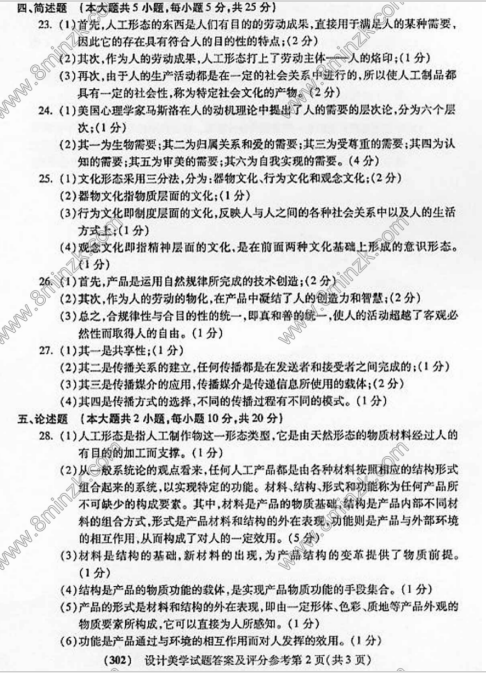 四、简述题 (本大题共5小题,每小题5分,共25分)
23. (1)首先,人工形态的东西是人们有目的的劳动成果,直接用于满足人的某种需要,
因此它的存在具有符合人的目的性的特点;(2分)
(2)其次,作为人的劳动成果,人工形态打上了劳动主体——人的烙印;(1分)
(3)再次,由于人的生产活动都是在一定的社会关系中进行的,所以使人工制品都
具有一定的社会性,称为特定社会文化的产物。(2分)
24. (1)美国心理学家马斯洛在人的动机理论中提出了人的需要的层次论,分为六个层
次;(1分)
(2)其一为生物需要;其二为归属关系和爱的需要;其三为受尊重的需要;其四为认
知的需要;其五为审美的需要;其六为自我实现的需要。(4分)
25. (1)文化形态采用三分法,分为:器物文化、行为文化和观念文化;(2分)
(2)器物文化指物质层面的文化;(1分)
(3)行为文化即制度层面的文化,反映人与人之间的各种社会关系中以及人的生活
方式上;(1分)
(4)观念文化即指精神层面的文化,是在前面两种文化基础上形成的意识形态。
(1分)
26. (1)首先,产品是运用自然规律所完成的技术创造;(2分)
(2)其次,作为人的劳动的物化,在产品中凝结了人的创造力和智慧;(2分)
(3)总之,合规律性与合目的性的统一,即真和善的统一,使人的活动超越了客观必
然性而取得人的自由。(1分)
27. (1)其一是共享性;(1分)
(2)其二是传播关系的建立,任何传播都是在发送者和接受者之间完成的;(1分)
(3)其三是传播媒介的应用,传播媒介是传递信息所使用的载体;(2分)
(4)其四是传播方式的选择,不同的传播过程有不同的模式。(1分)
五、论述题 (本大题共2小题,每小题10分,共20分)
28. (1)人工形态是指人工制作物这一形态类型,它是由天然形态的物质材料经过人的
有目的的加工而支撑。(1分)
(2)从一般系统论的观点看来,任何人工产品都是由各种材料按照相应的结构形式
组合起来的系统,以实现特定的功能。材料、结构、形式和功能称为任何产品所
不可缺少的构成要素。其中,材料是产品的物质基础,结构是产品内部不同材
料的组合方式,形式是产品材料和结构的外在表现,功能则是产品与外部环境
的相互作用,从而构成了对人的一定效用。(5分)
(3)材料是结构的基础,新材料的出现,为产品结构的变革提供了物质前提。
(1分)
(4)结构是产品的物质功能的载体,是实现产品物质功能的手段集合。(1分)
(5)产品的形式是材料和结构的外在表现,即由一定形体、色彩、质地等产品外观的
物质要素所构成,它可以直接为人所感知。(1分)
(6)功能是产品通过与环境的相互作用而对人发挥的效用。(1分)
(302) 设计美学试题答案及评分参考第2页(共3页)
www.8minzk.com
www.8minzk.com
www.8minzk.com
www.8minzk.com
www.8minzk.com
www.8minzk.com